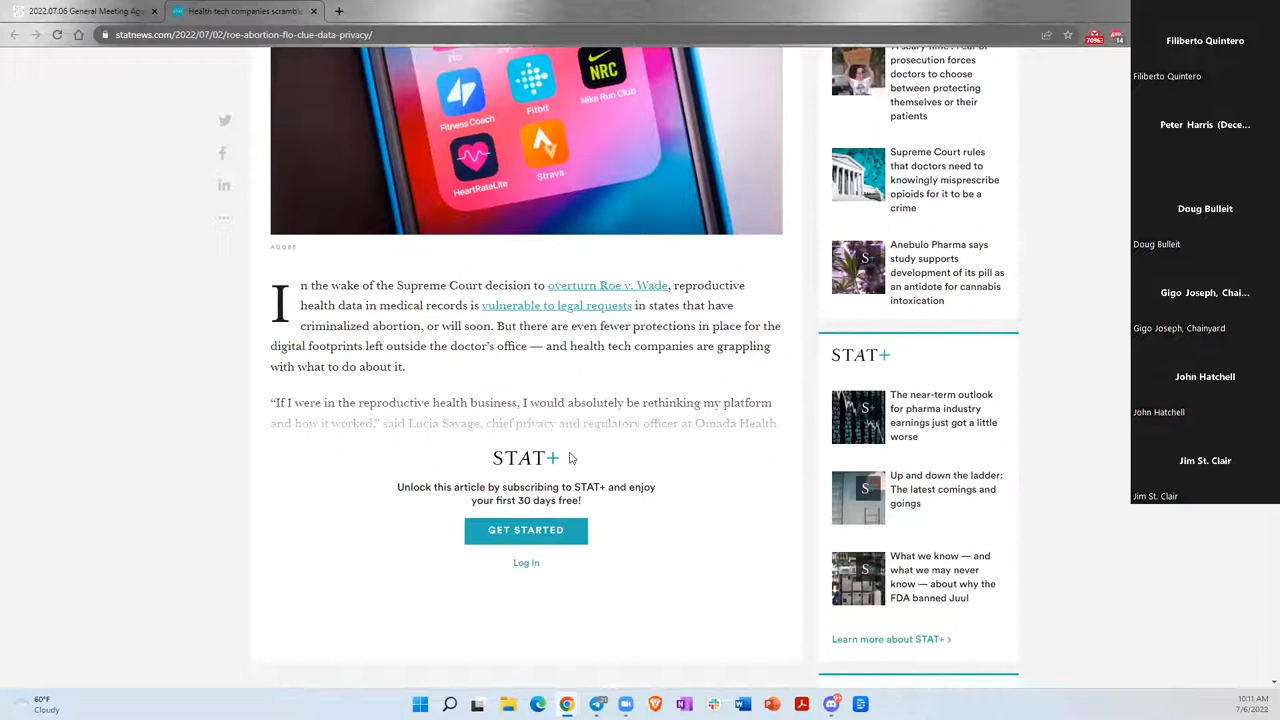 2022.07.06 General Meeting Age
Health tech companies scramble
statnews.com/2022/07/02/roe-abortion-flo-clue-data-privacy/
14
Flo
Fitness Coach
Fitbit
NRC
Nike Run Club
HeartRateLite
Strava
ADOBE
In the wake of the Supreme Court decision to overturn Roe v. Wade, reproductive
health data in medical records is vulnerable to legal requests in states that have
criminalized abortion, or will soon. But there are even fewer protections in place for the
digital footprints left outside the doctor’s office — and health tech companies are grappling
with what to do about it.
“If I were in the reproductive health business, I would absolutely be rethinking my platform
and how it worked,” said Lucia Savage, chief privacy and regulatory officer at Omada Health.
STAT+
Unlock this article by subscribing to STAT+ and enjoy
your first 30 days free!
GET STARTED
Log In
‘A scary time’: Fear of
prosecution forces
doctors to choose
between protecting
themselves or their
patients
Supreme Court rules
that doctors need to
knowingly misprescribe
opioids for it to be a
crime
S+
Anebulo Pharma says
study supports
development of its pill as
an antidote for cannabis
intoxication
STAT+
S+
The near-term outlook
for pharma industry
earnings just got a little
worse
S+
Up and down the ladder:
The latest comings and
goings
S+
What we know — and
what we may never
know — about why the
FDA banned Juul
Learn more about STAT+ >
Filiberto Quintero
Filiberto Quintero
Peter Harris (Dece...
Doug Bulleit
Doug Bulleit
Gigo Joseph, Chai...
Gigo Joseph, Chainyard
John Hatchell
John Hatchell
Jim St. Clair
Jim St. Clair
60°F
Cloudy
10:11 AM
7/6/2022